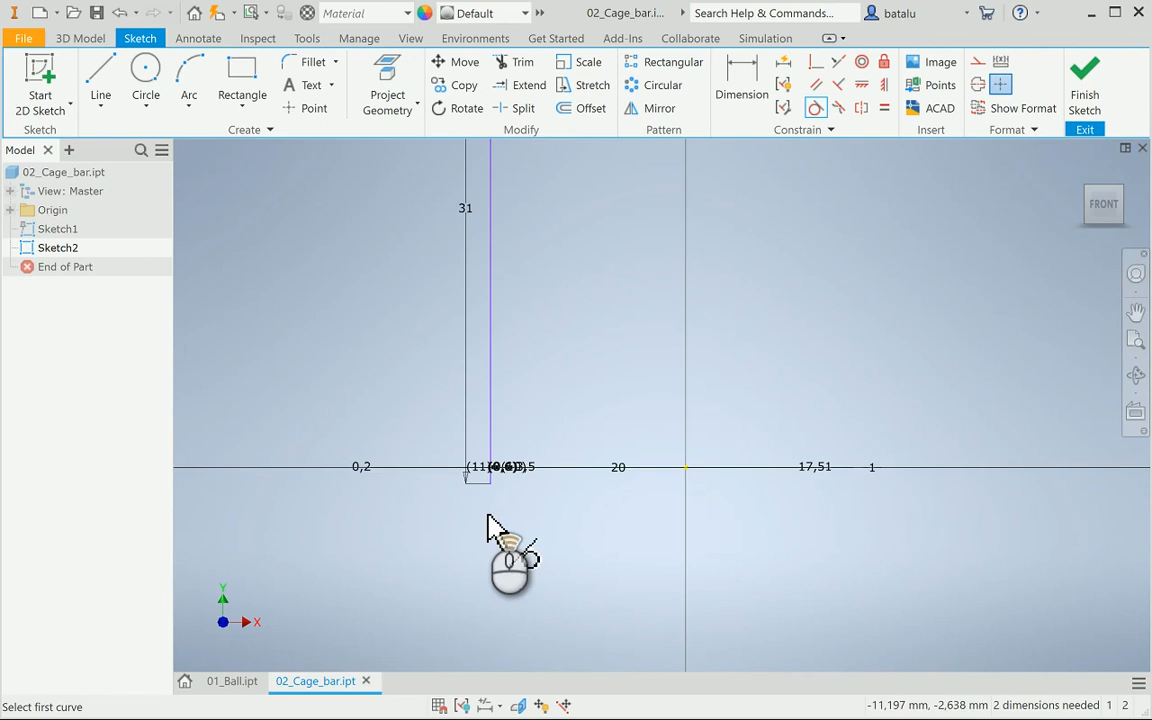 Material
Default
02_Cage_bar.i...
Search Help & Commands...
batalu
File
3D Model
Sketch
Annotate
Inspect
Tools
Manage
View
Environments
Get Started
Add-Ins
Collaborate
Simulation
Start
2D Sketch
Line
Circle
Arc
Rectangle
Fillet
Text
Point
Project
Geometry
Move
Copy
Rotate
Trim
Extend
Split
Scale
Stretch
Offset
Rectangular
Circular
Mirror
Dimension
Image
Points
ACAD
Show Format
Finish
Sketch
Sketch
Create
Modify
Pattern
Constrain
Insert
Format
Exit
Model
02_Cage_bar.ipt
View: Master
Origin
Sketch1
Sketch2
End of Part
31
FRONT
0,2
20
17,51
1
Y
X
01_Ball.ipt
02_Cage_bar.ipt
Select first curve
-11,197 mm, -2,638 mm
2 dimensions needed
1
2